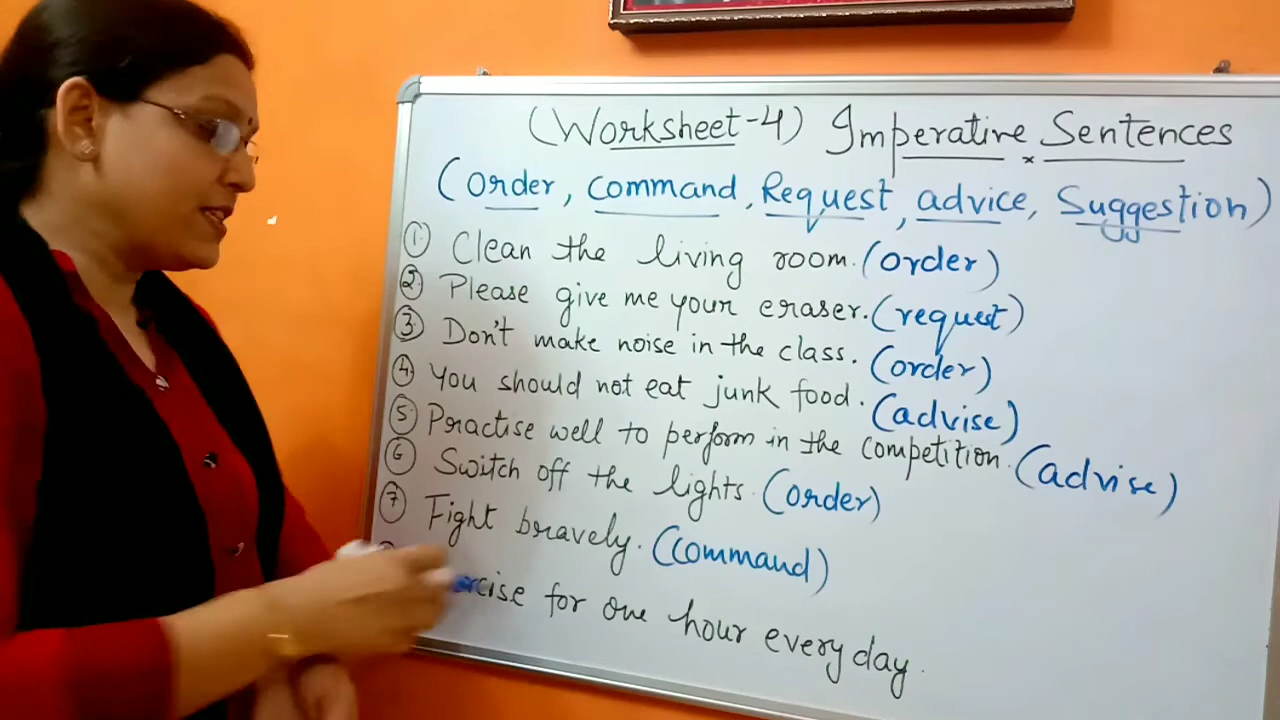 (Worksheet-4) Imperative Sentences
(Order, Command, Request, advice, Suggestion)
① Clean the living room. (order)
② Please give me your eraser. (request)
③ Don't make noise in the class. (order)
④ You should not eat junk food. (advise)
⑤ Practise well to perform in the competition. (advise)
⑥ Switch off the lights. (order)
⑦ Fight bravely. (command)
for one hour every day.